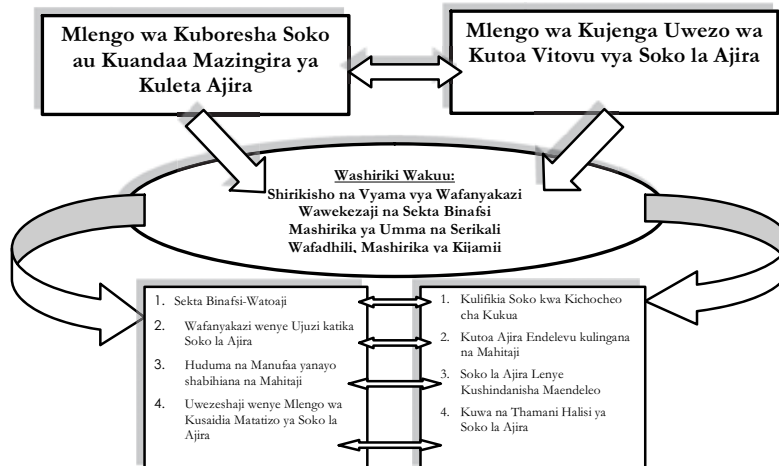 Mlengo wa Kuboresha Soko
au Kuandaa Mazingira ya
Kuleta Ajira
Mlengo wa Kujenga Uwezo wa
Kutoa Vitovu vya Soko la Ajira
Washiriki Wakuu:
Shirikisho na Vyama vya Wafanyakazi
Wawekezaji na Sekta Binafsi
Mashirika ya Umma na Serikali
Wafadhili, Mashirika ya Kijamii
1. Sekta Binafsi-Watoaji
2. Wafanyakazi wenye Ujuzi katika
Soko la Ajira
3. Huduma na Manufaa yanayo
shabihiana na Mahitaji
4. Uwezeshaji wenye Mlengo wa
Kusaidia Matatizo ya Soko la
Ajira
1. Kulifikia Soko kwa Kichocheo
cha Kukua
2. Kutoa Ajira Endelevu kulingana
na Mahitaji
3. Soko la Ajira Lenye
Kushindanisha Maendeleo
4. Kuwa na Thamani Halisi ya
Soko la Ajira